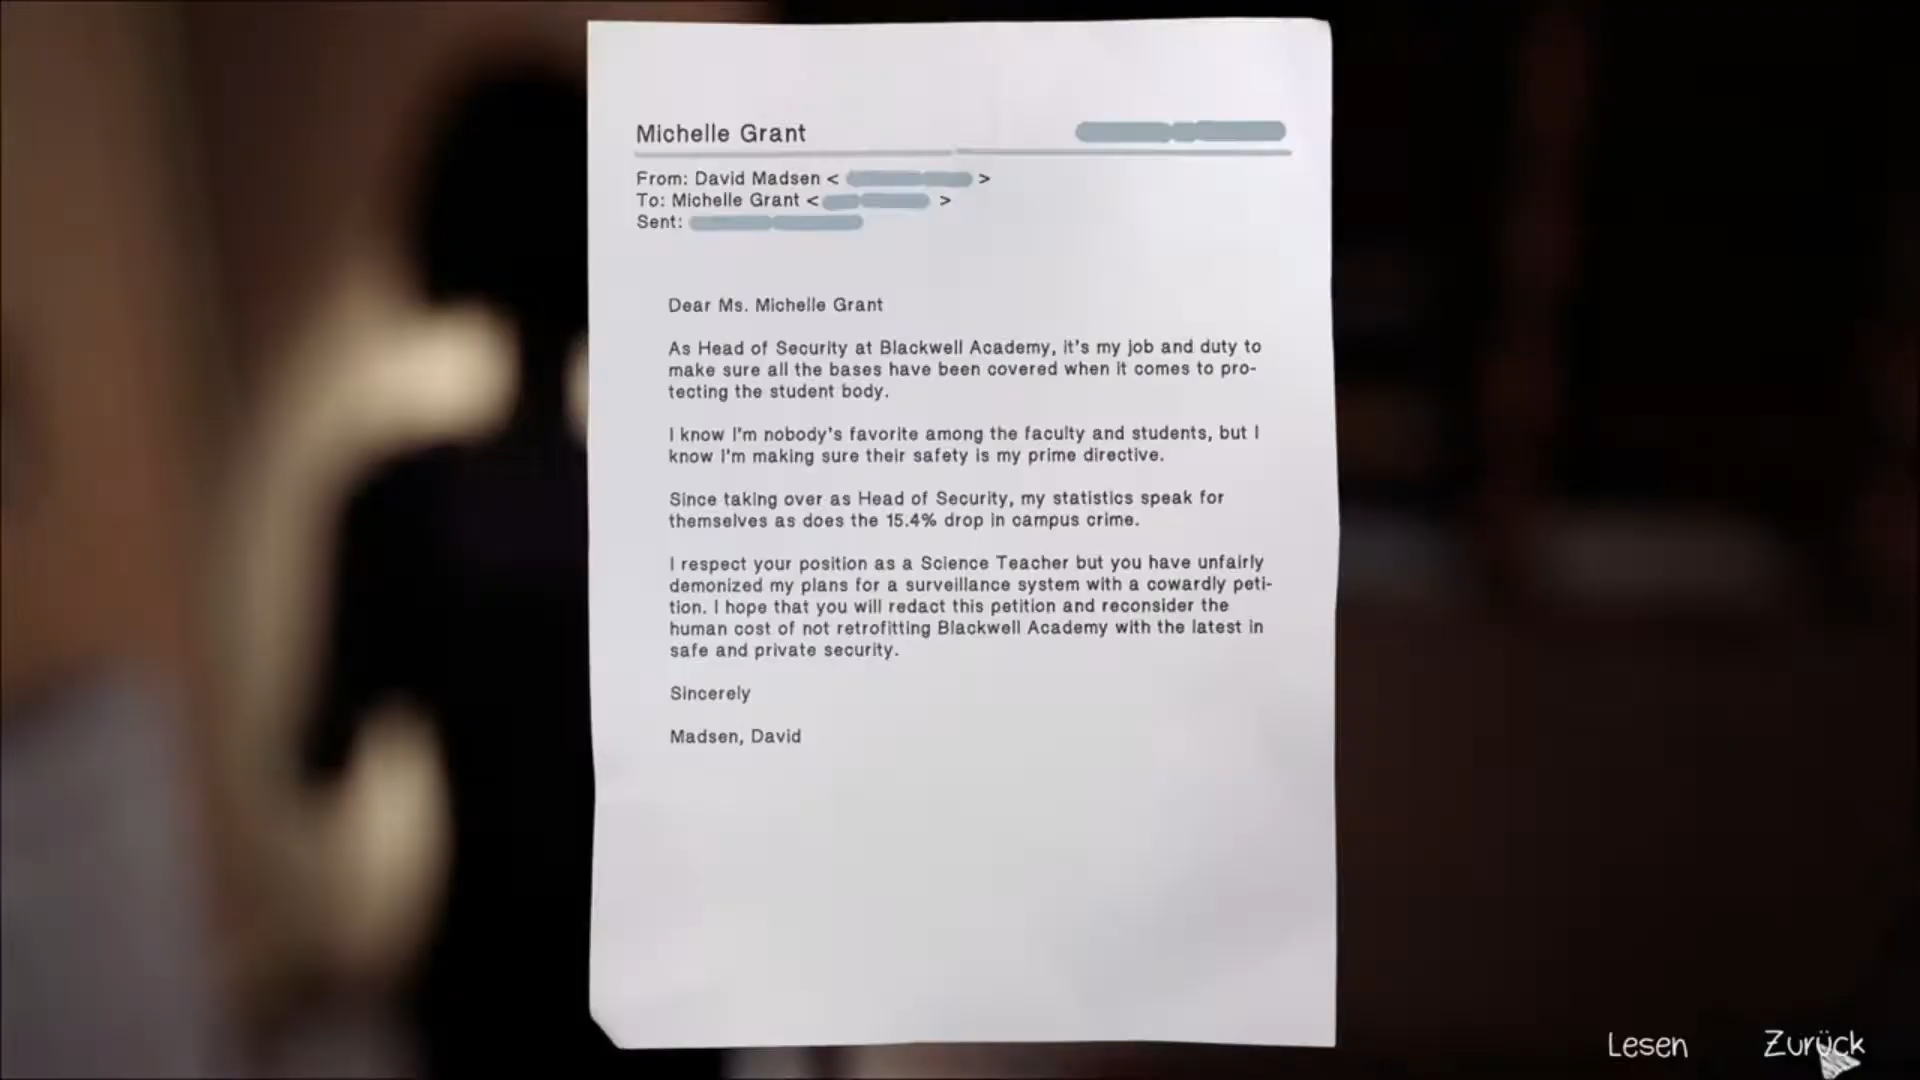 Michelle Grant
From: David Madsen < >
To: Michelle Grant < >
Sent:
Dear Ms. Michelle Grant
As Head of Security at Blackwell Academy, it's my job and duty to
make sure all the bases have been covered when it comes to pro-
tecting the student body.
I know I'm nobody's favorite among the faculty and students, but I
know I'm making sure their safety is my prime directive.
Since taking over as Head of Security, my statistics speak for
themselves as does the 15.4% drop in campus crime.
I respect your position as a Science Teacher but you have unfairly
demonized my plans for a surveillance system with a cowardly peti-
tion. I hope that you will redact this petition and reconsider the
human cost of not retrofitting Blackwell Academy with the latest in
safe and private security.
Sincerely
Madsen, David
Lesen Zurück